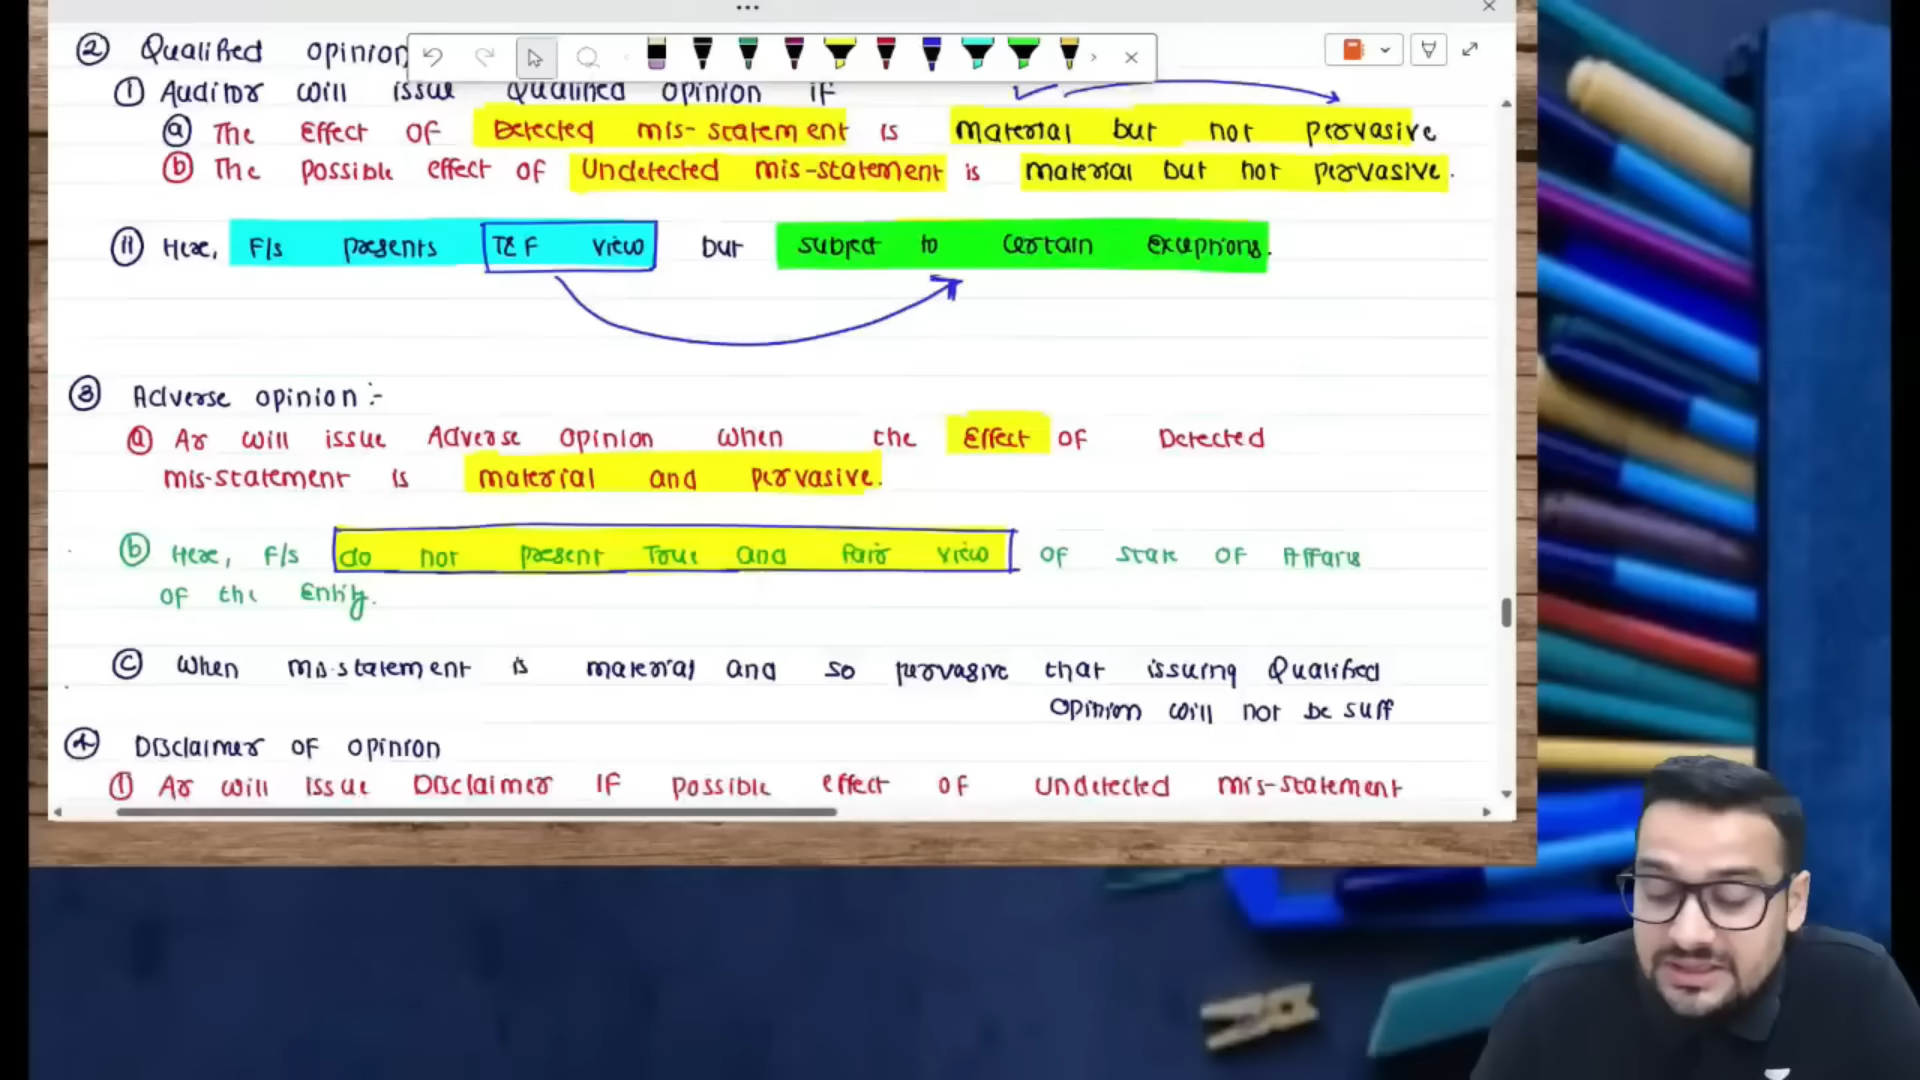 ② Qualified opinion
① Auditor will issue Qualified opinion if
ⓐ The Effect OF Detected mis-statement is material but not pervasive
ⓑ The possible effect of Undetected mis-statement is material but not pervasive.
⑪ Here, F/s presents T&F view but subject to certain exceptions.
③ Adverse opinion :-
ⓐ Ar will issue Adverse opinion when the Effect OF Detected
mis-statement is material and pervasive.
ⓑ Here, F/s do not present True and Fair view OF state OF Affairs
OF the Entity.
ⓒ When mis-statement is material and so pervasive that issuing Qualified
opinion will not be suff
④ Disclaimer OF opinion
① Ar will issue Disclaimer IF possible effect OF undetected mis-statement